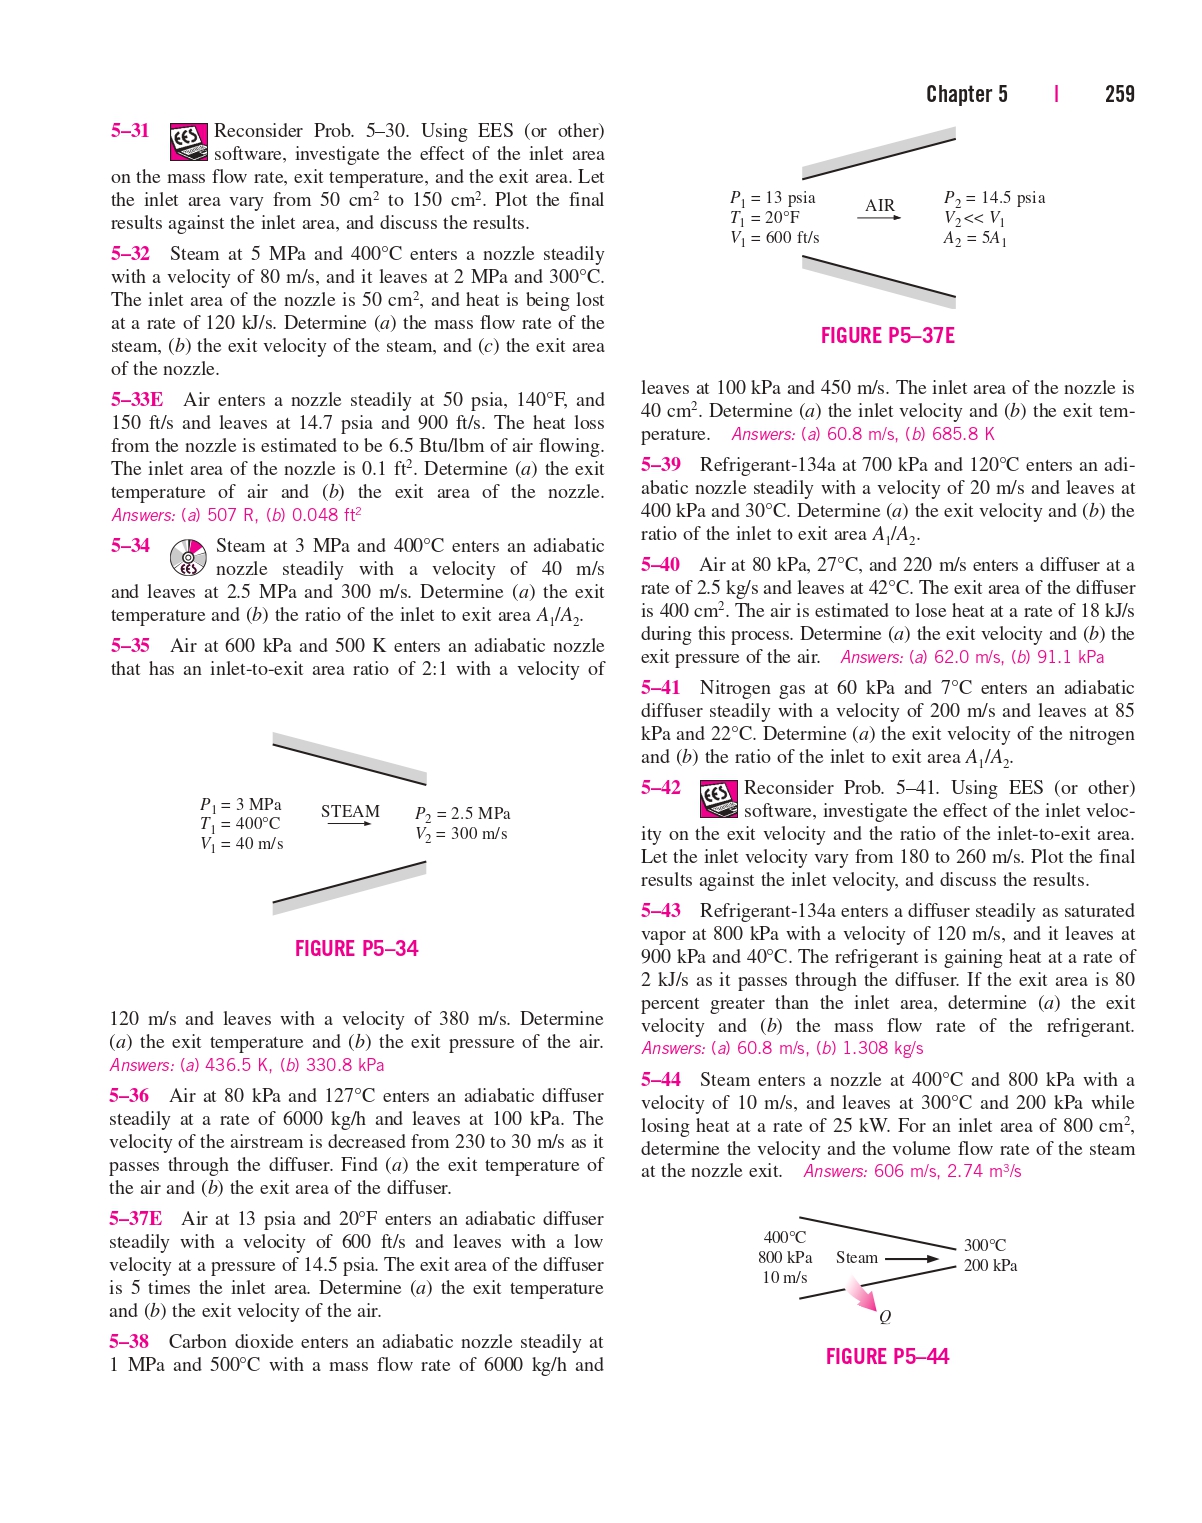 Chapter 5 | 259
5–31 EES Reconsider Prob. 5–30. Using EES (or other)
software, investigate the effect of the inlet area
on the mass flow rate, exit temperature, and the exit area. Let
the inlet area vary from 50 cm² to 150 cm². Plot the final
results against the inlet area, and discuss the results.
5–32 Steam at 5 MPa and 400°C enters a nozzle steadily
with a velocity of 80 m/s, and it leaves at 2 MPa and 300°C.
The inlet area of the nozzle is 50 cm², and heat is being lost
at a rate of 120 kJ/s. Determine (a) the mass flow rate of the
steam, (b) the exit velocity of the steam, and (c) the exit area
of the nozzle.
5–33E Air enters a nozzle steadily at 50 psia, 140°F, and
150 ft/s and leaves at 14.7 psia and 900 ft/s. The heat loss
from the nozzle is estimated to be 6.5 Btu/lbm of air flowing.
The inlet area of the nozzle is 0.1 ft². Determine (a) the exit
temperature of air and (b) the exit area of the nozzle.
Answers: (a) 507 R, (b) 0.048 ft²
5–34 EES Steam at 3 MPa and 400°C enters an adiabatic
nozzle steadily with a velocity of 40 m/s
and leaves at 2.5 MPa and 300 m/s. Determine (a) the exit
temperature and (b) the ratio of the inlet to exit area A₁/A₂.
5–35 Air at 600 kPa and 500 K enters an adiabatic nozzle
that has an inlet-to-exit area ratio of 2:1 with a velocity of
P₁ = 3 MPa
T₁ = 400°C
V₁ = 40 m/s
STEAM
P₂ = 2.5 MPa
V₂ = 300 m/s
FIGURE P5–34
120 m/s and leaves with a velocity of 380 m/s. Determine
(a) the exit temperature and (b) the exit pressure of the air.
Answers: (a) 436.5 K, (b) 330.8 kPa
5–36 Air at 80 kPa and 127°C enters an adiabatic diffuser
steadily at a rate of 6000 kg/h and leaves at 100 kPa. The
velocity of the airstream is decreased from 230 to 30 m/s as it
passes through the diffuser. Find (a) the exit temperature of
the air and (b) the exit area of the diffuser.
5–37E Air at 13 psia and 20°F enters an adiabatic diffuser
steadily with a velocity of 600 ft/s and leaves with a low
velocity at a pressure of 14.5 psia. The exit area of the diffuser
is 5 times the inlet area. Determine (a) the exit temperature
and (b) the exit velocity of the air.
5–38 Carbon dioxide enters an adiabatic nozzle steadily at
1 MPa and 500°C with a mass flow rate of 6000 kg/h and
P₁ = 13 psia
T₁ = 20°F
V₁ = 600 ft/s
AIR
P₂ = 14.5 psia
V₂ << V₁
A₂ = 5A₁
FIGURE P5–37E
leaves at 100 kPa and 450 m/s. The inlet area of the nozzle is
40 cm². Determine (a) the inlet velocity and (b) the exit tem-
perature. Answers: (a) 60.8 m/s, (b) 685.8 K
5–39 Refrigerant-134a at 700 kPa and 120°C enters an adi-
abatic nozzle steadily with a velocity of 20 m/s and leaves at
400 kPa and 30°C. Determine (a) the exit velocity and (b) the
ratio of the inlet to exit area A₁/A₂.
5–40 Air at 80 kPa, 27°C, and 220 m/s enters a diffuser at a
rate of 2.5 kg/s and leaves at 42°C. The exit area of the diffuser
is 400 cm². The air is estimated to lose heat at a rate of 18 kJ/s
during this process. Determine (a) the exit velocity and (b) the
exit pressure of the air. Answers: (a) 62.0 m/s, (b) 91.1 kPa
5–41 Nitrogen gas at 60 kPa and 7°C enters an adiabatic
diffuser steadily with a velocity of 200 m/s and leaves at 85
kPa and 22°C. Determine (a) the exit velocity of the nitrogen
and (b) the ratio of the inlet to exit area A₁/A₂.
5–42 EES Reconsider Prob. 5–41. Using EES (or other)
software, investigate the effect of the inlet veloc-
ity on the exit velocity and the ratio of the inlet-to-exit area.
Let the inlet velocity vary from 180 to 260 m/s. Plot the final
results against the inlet velocity, and discuss the results.
5–43 Refrigerant-134a enters a diffuser steadily as saturated
vapor at 800 kPa with a velocity of 120 m/s, and it leaves at
900 kPa and 40°C. The refrigerant is gaining heat at a rate of
2 kJ/s as it passes through the diffuser. If the exit area is 80
percent greater than the inlet area, determine (a) the exit
velocity and (b) the mass flow rate of the refrigerant.
Answers: (a) 60.8 m/s, (b) 1.308 kg/s
5–44 Steam enters a nozzle at 400°C and 800 kPa with a
velocity of 10 m/s, and leaves at 300°C and 200 kPa while
losing heat at a rate of 25 kW. For an inlet area of 800 cm²,
determine the velocity and the volume flow rate of the steam
at the nozzle exit. Answers: 606 m/s, 2.74 m³/s
400°C
800 kPa
10 m/s
Steam
300°C
200 kPa
Q
FIGURE P5–44